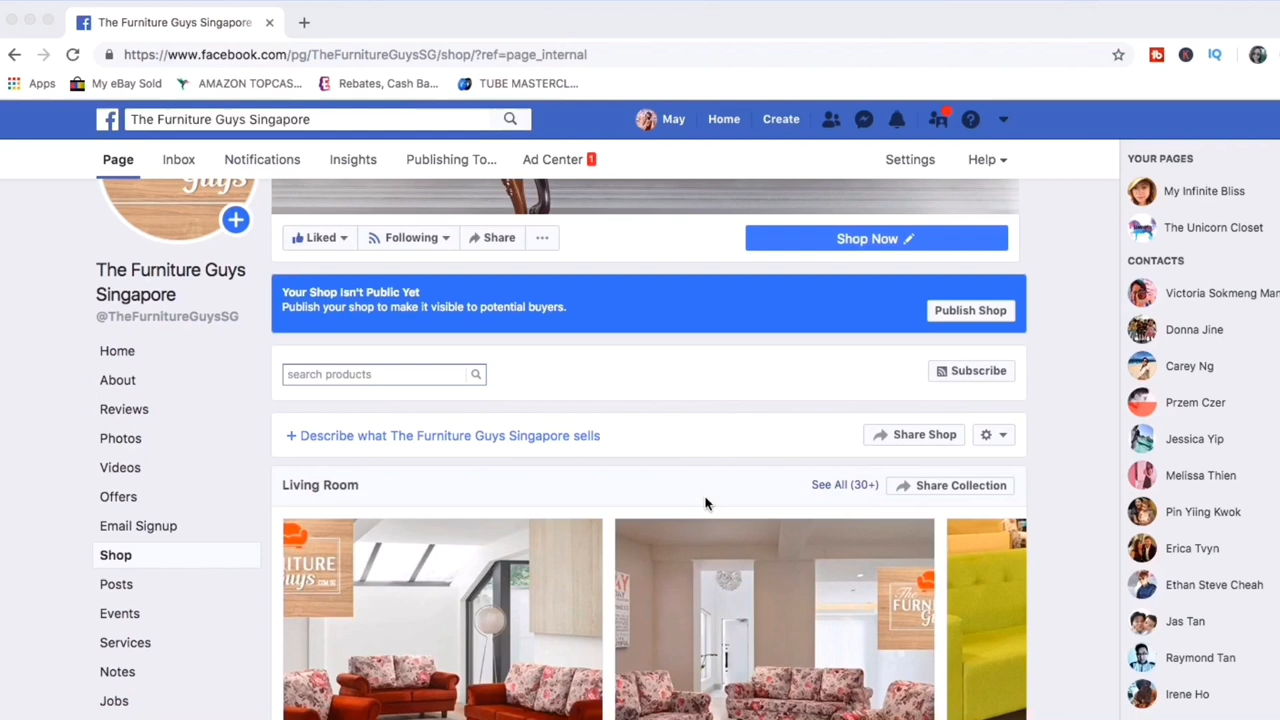 The Furniture Guys Singapore
https://www.facebook.com/pg/TheFurnitureGuysSG/shop/?ref=page_internal
Apps My eBay Sold AMAZON TOPCAS... Rebates, Cash Ba... TUBE MASTERCL...
The Furniture Guys Singapore May Home Create
Page Inbox Notifications Insights Publishing To... Ad Center 1 Settings Help
Guys
Liked Following Share ... Shop Now
The Furniture Guys
Singapore
@TheFurnitureGuysSG
Home
About
Reviews
Photos
Videos
Offers
Email Signup
Shop
Posts
Events
Services
Notes
Jobs
Your Shop Isn't Public Yet
Publish your shop to make it visible to potential buyers.
Publish Shop
search products
Subscribe
+ Describe what The Furniture Guys Singapore sells
Share Shop
Living Room
See All (30+) Share Collection
Guys.COM.SG
The
YOUR PAGES
My Infinite Bliss
The Unicorn Closet
CONTACTS
Victoria Sokmeng
Donna Jine
Carey Ng
Przem Czer
Jessica Yip
Melissa Thien
Pin Yiing Kwok
Erica Tvyn
Ethan Steve Cheah
Jas Tan
Raymond Tan
Irene Ho